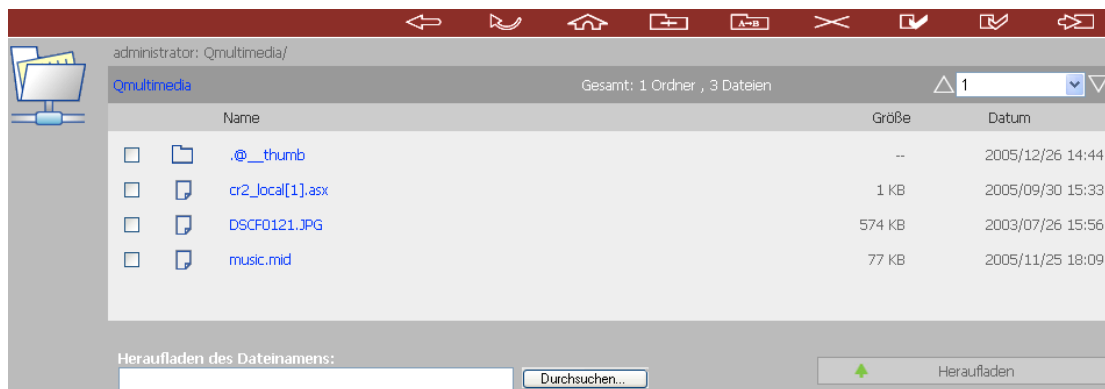 A→B
administrator: Qmultimedia/
Qmultimedia Gesamt: 1 Ordner , 3 Dateien 1
Name Größe Datum
.@__thumb -- 2005/12/26 14:44
cr2_local[1].asx 1 KB 2005/09/30 15:33
DSCF0121.JPG 574 KB 2003/07/26 15:56
music.mid 77 KB 2005/11/25 18:09
Heraufladen des Dateinamens:
Durchsuchen... Heraufladen